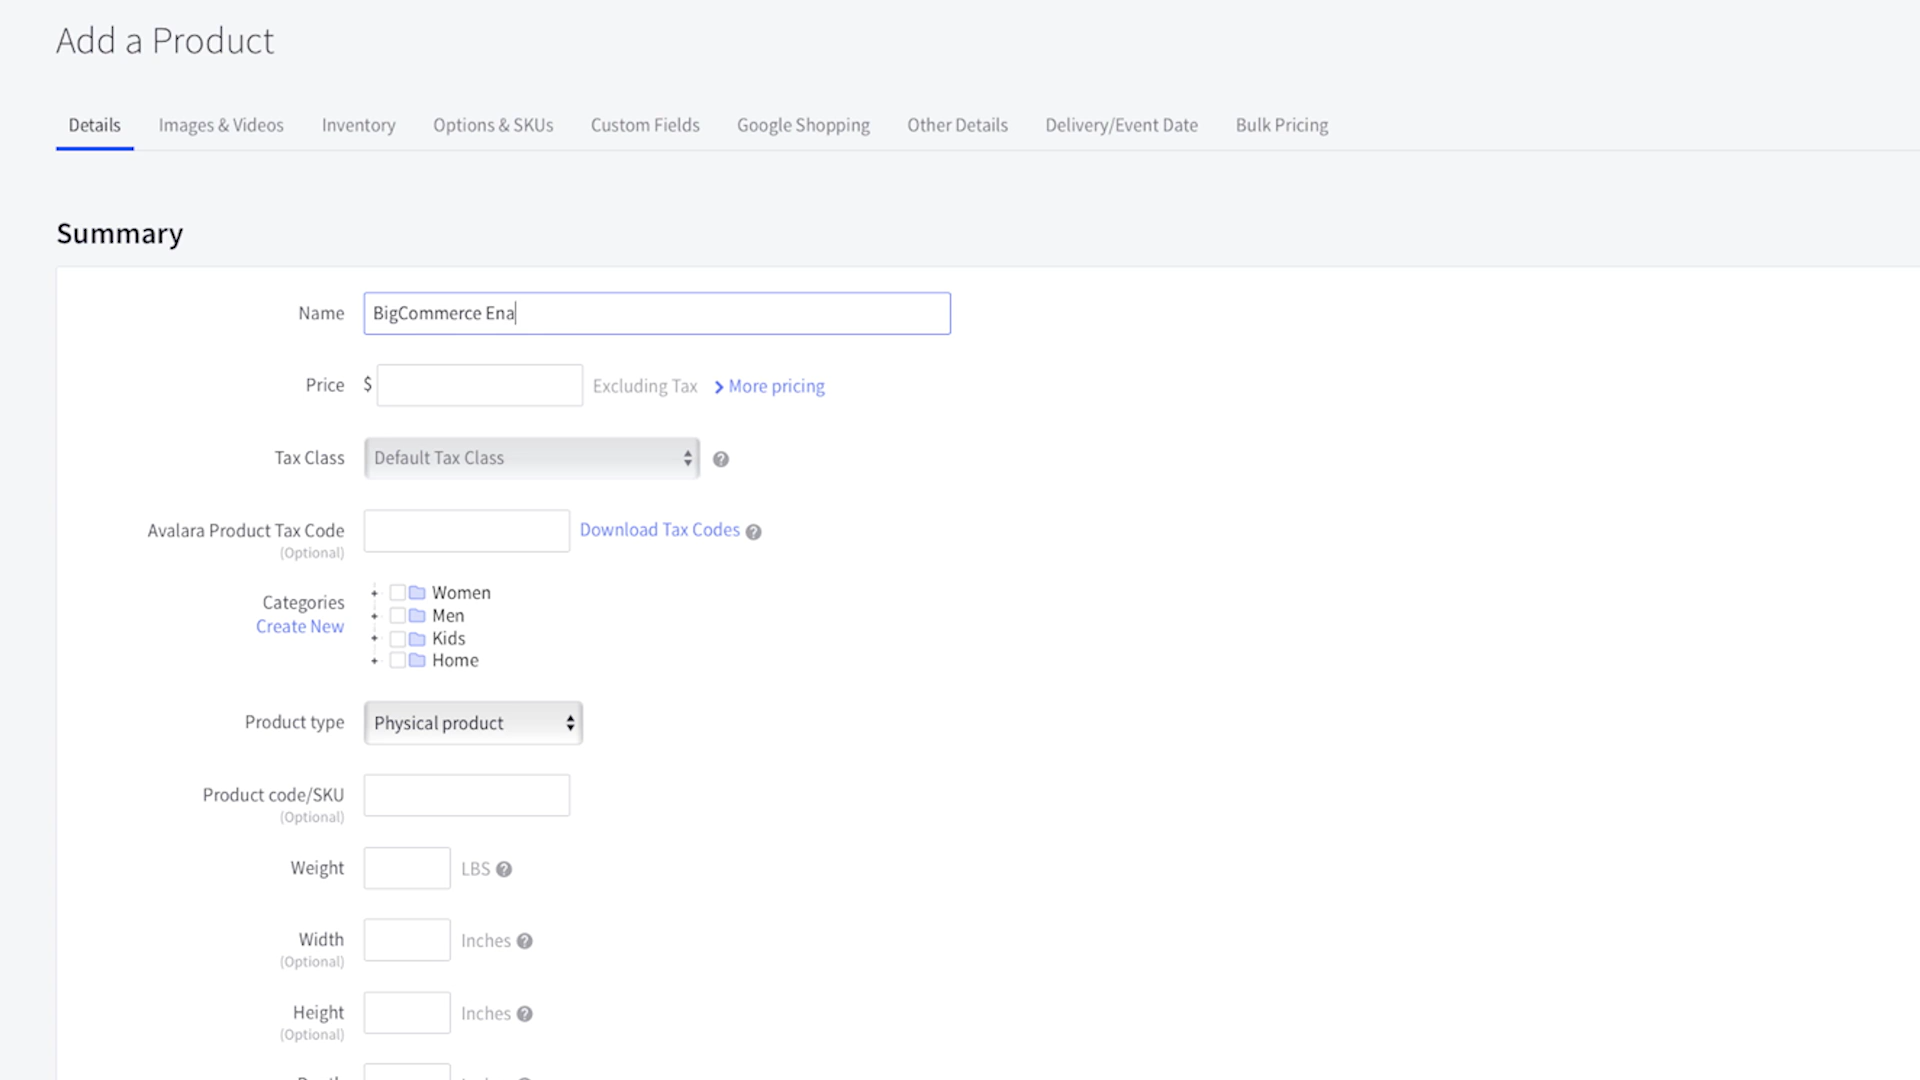 Add a Product
Details Images & Videos Inventory Options & SKUs Custom Fields Google Shopping Other Details Delivery/Event Date Bulk Pricing
Summary
Name BigCommerce Ena
Price $ Excluding Tax More pricing
Tax Class Default Tax Class
Avalara Product Tax Code Download Tax Codes
(Optional)
Women
Categories
Men
Create New
Kids
Home
Product type Physical product
Product code/SKU
(Optional)
Weight LBS
Width Inches
(Optional)
Height Inches
(Optional)